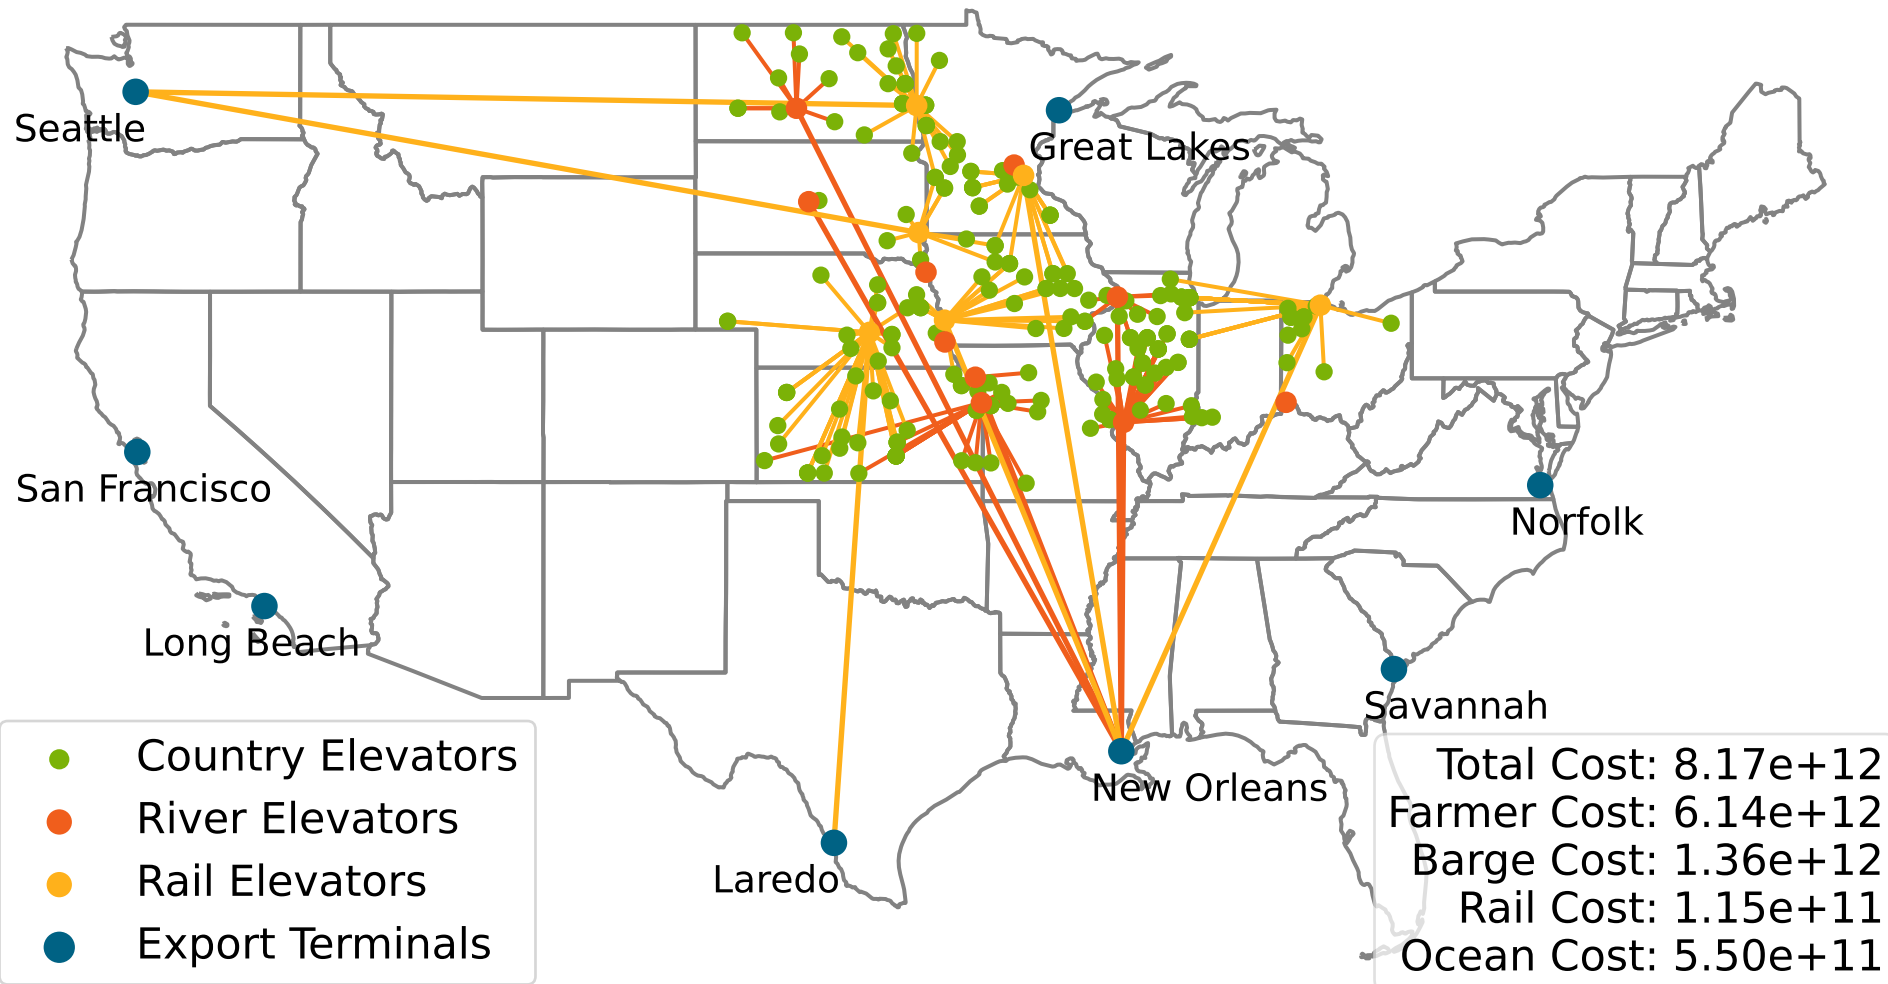 Seattle
Great Lakes
San Francisco
Norfolk
Long Beach
Savannah
New Orleans
Laredo
Country Elevators
River Elevators
Rail Elevators
Export Terminals
Total Cost: 8.17e+12
Farmer Cost: 6.14e+12
Barge Cost: 1.36e+12
Rail Cost: 1.15e+11
Ocean Cost: 5.50e+11